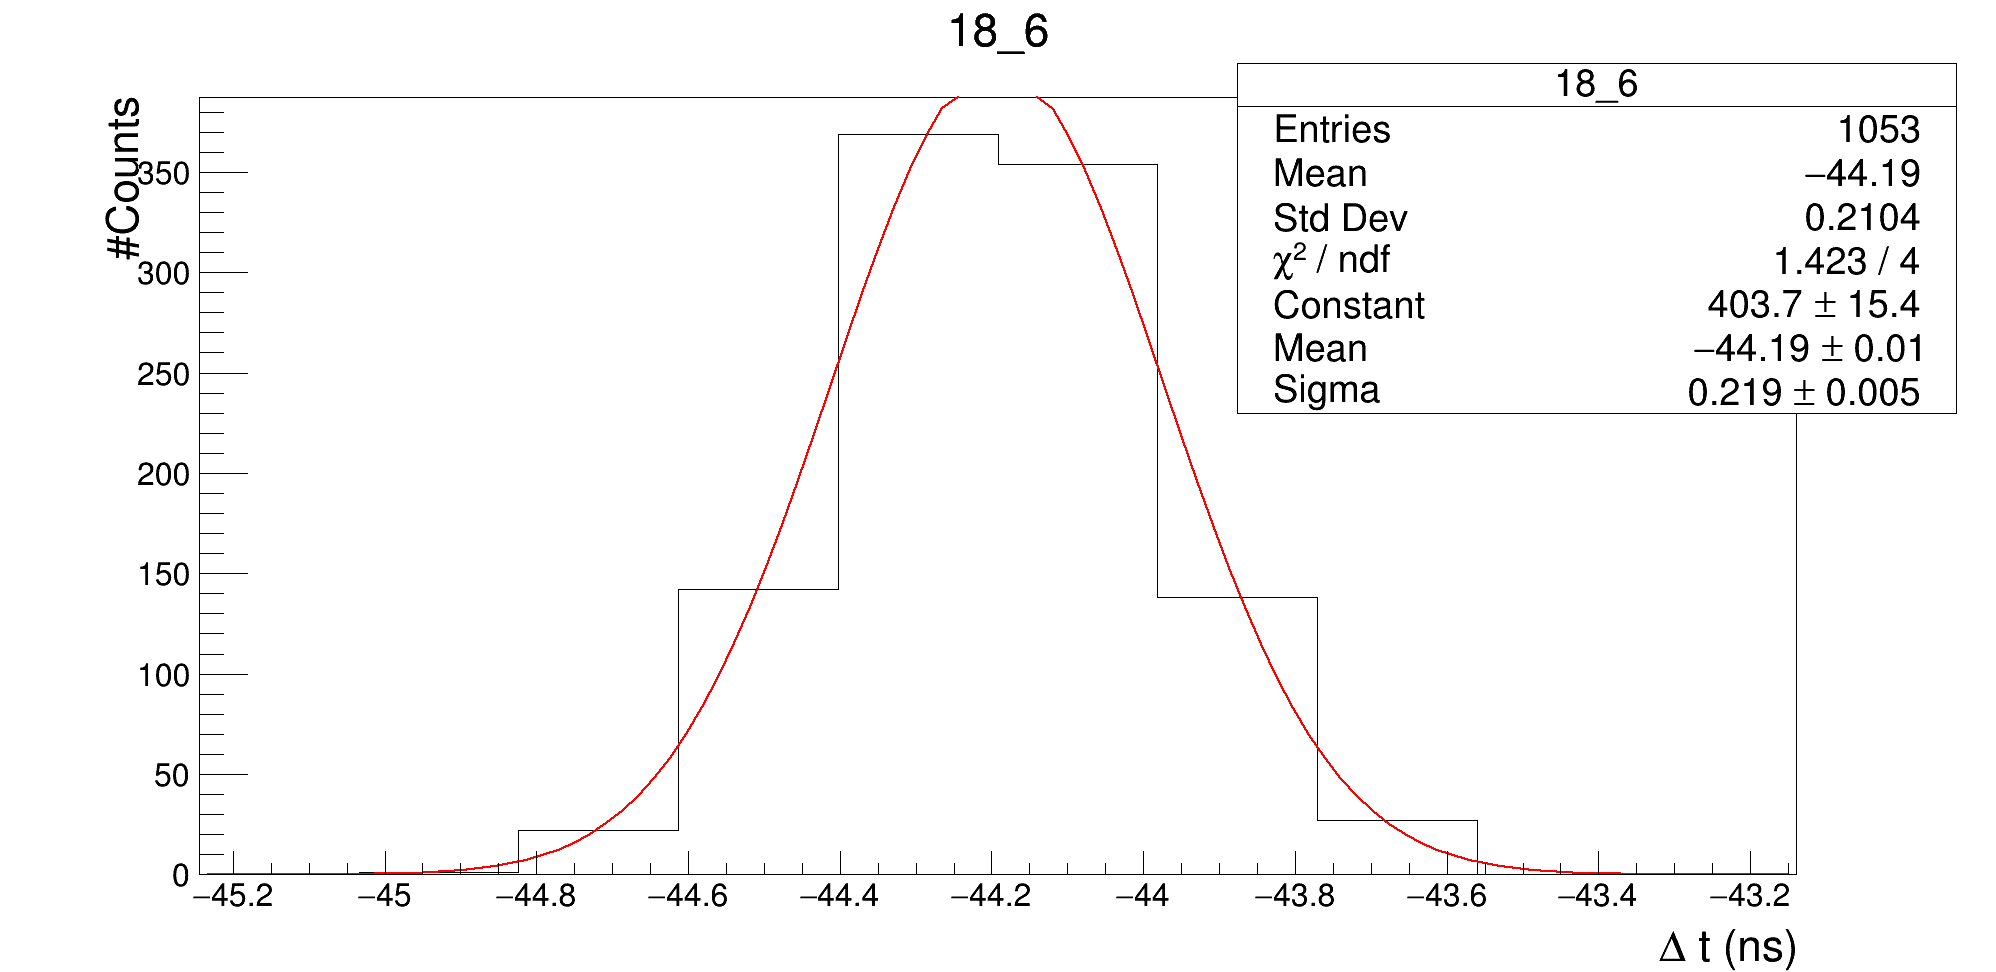 18_6
18_6
Entries 1053
Mean −44.19
Std Dev 0.2104
χ² / ndf 1.423 / 4
Constant 403.7 ± 15.4
Mean −44.19 ± 0.01
Sigma 0.219 ± 0.005
#Counts
350
300
250
200
150
100
50
0
−45.2 −45 −44.8 −44.6 −44.4 −44.2 −44 −43.8 −43.6 −43.4 −43.2
Δ t (ns)